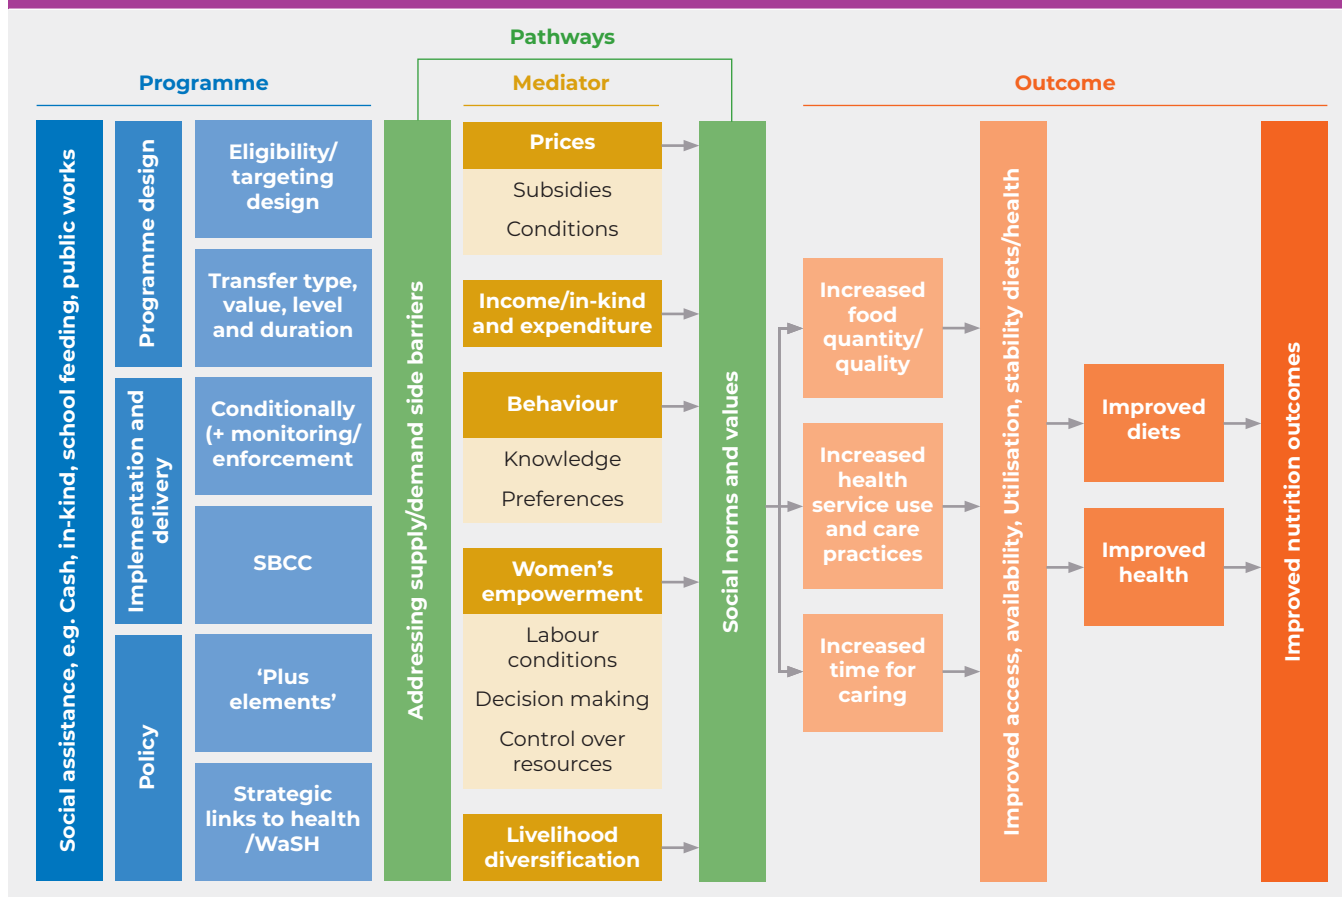 Pathways
Programme
Mediator
Outcome
Social assistance, e.g. Cash, in-kind, school feeding, public works
Programme design
Implementation and
delivery
Policy
Eligibility/
targeting
design
Transfer type,
value, level
and duration
Conditionally
(+ monitoring/
enforcement
SBCC
‘Plus
elements’
Strategic
links to health
/WaSH
Addressing supply/demand side barriers
Prices
Subsidies
Conditions
Income/in-kind
and expenditure
Behaviour
Knowledge
Preferences
Women’s
empowerment
Labour
conditions
Decision making
Control over
resources
Livelihood
diversification
Social norms and values
Increased
food
quantity/
quality
Increased
health
service use
and care
practices
Increased
time for
caring
Improved access, availability, Utilisation, stability diets/health
Improved
diets
Improved
health
Improved nutrition outcomes